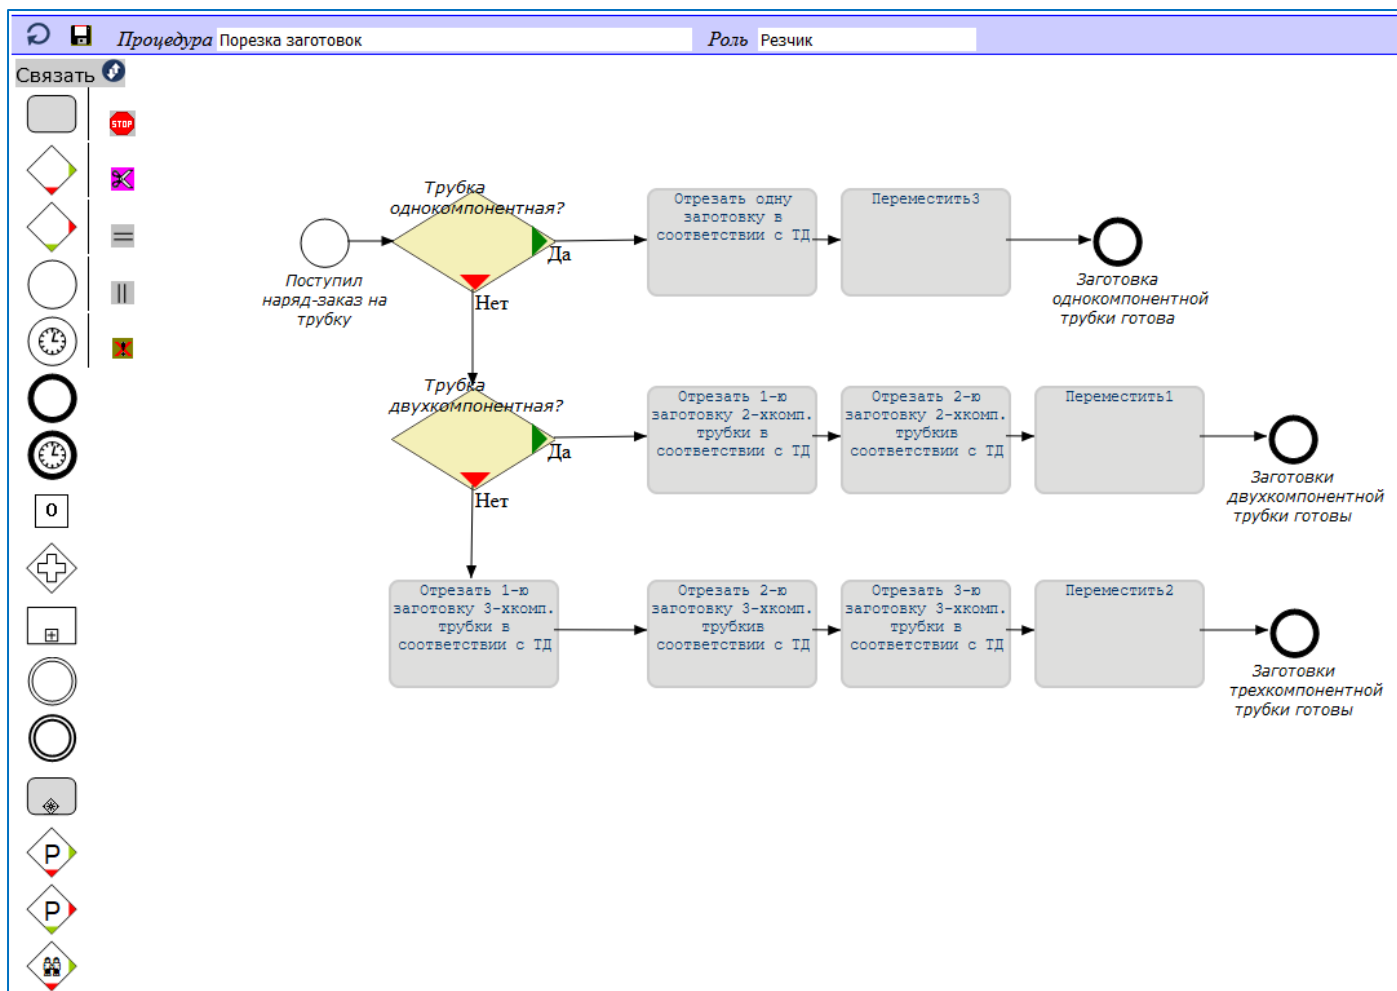 Процедура Порезка заготовок Роль Резчик
Связать
STOP
Трубка
однокомпонентная?
Да
Нет
Поступил
наряд-заказ на
трубку
Отрезать одну
заготовку в
соответствии с ТД
Переместить3
Заготовка
однокомпонентной
трубки готова
Трубка
двухкомпонентная?
Да
Нет
Отрезать 1-ю
заготовку 2-хкомп.
трубки в
соответствии с ТД
Отрезать 2-ю
заготовку 2-хкомп.
трубкив
соответствии с ТД
Переместить1
Заготовки
двухкомпонентной
трубки готовы
Отрезать 1-ю
заготовку 3-хкомп.
трубки в
соответствии с ТД
Отрезать 2-ю
заготовку 3-хкомп.
трубкив
соответствии с ТД
Отрезать 3-ю
заготовку 3-хкомп.
трубки в
соответствии с ТД
Переместить2
Заготовки
трехкомпонентной
трубки готовы
0
P
P